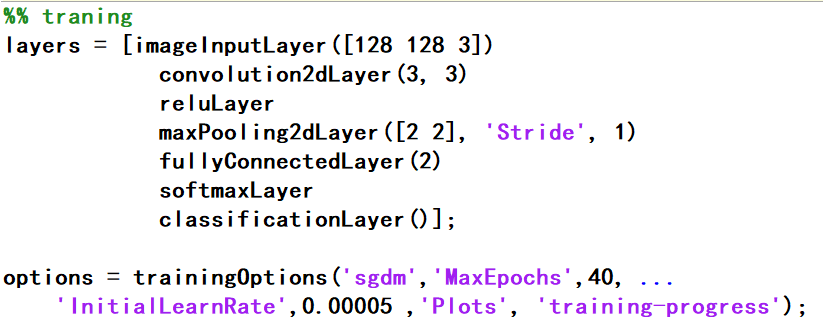 %% traning
layers = [imageInputLayer([128 128 3])
convolution2dLayer(3, 3)
reluLayer
maxPooling2dLayer([2 2], 'Stride', 1)
fullyConnectedLayer(2)
softmaxLayer
classificationLayer()];
options = trainingOptions('sgdm','MaxEpochs',40, ...
'InitialLearnRate',0.00005 ,'Plots', 'training-progress');